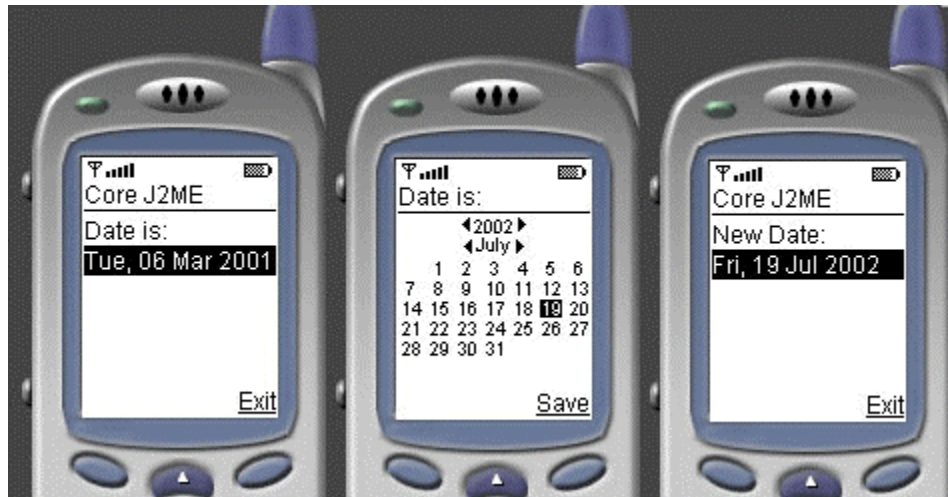 Core J2ME
Date is:
Tue, 06 Mar 2001
Exit
Date is:
2002
July
1 2 3 4 5 6
7 8 9 10 11 12 13
14 15 16 17 18 19 20
21 22 23 24 25 26 27
28 29 30 31
Save
Core J2ME
New Date:
Fri, 19 Jul 2002
Exit